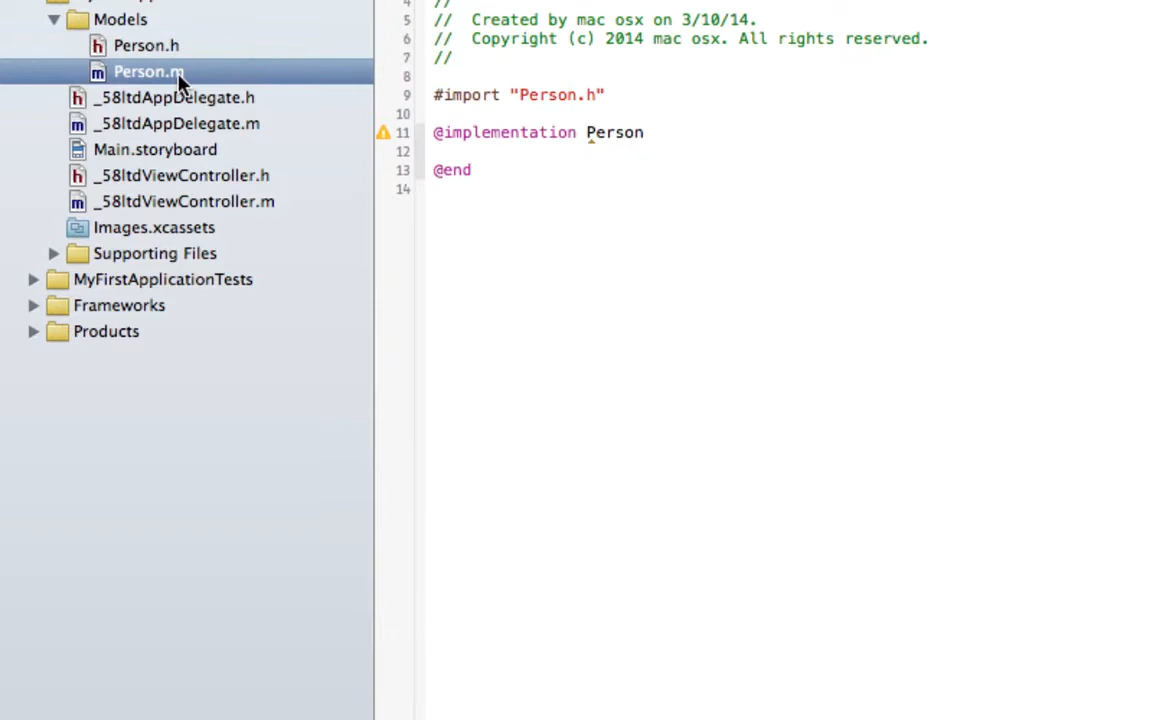 Models
Person.h
Person.m
_58ltdAppDelegate.h
_58ltdAppDelegate.m
Main.storyboard
_58ltdViewController.h
_58ltdViewController.m
Images.xcassets
Supporting Files
MyFirstApplicationTests
Frameworks
Products
4 //
5 // Created by mac osx on 3/10/14.
6 // Copyright (c) 2014 mac osx. All rights reserved.
7 //
8
9 #import "Person.h"
10
11 @implementation Person
12
13 @end
14